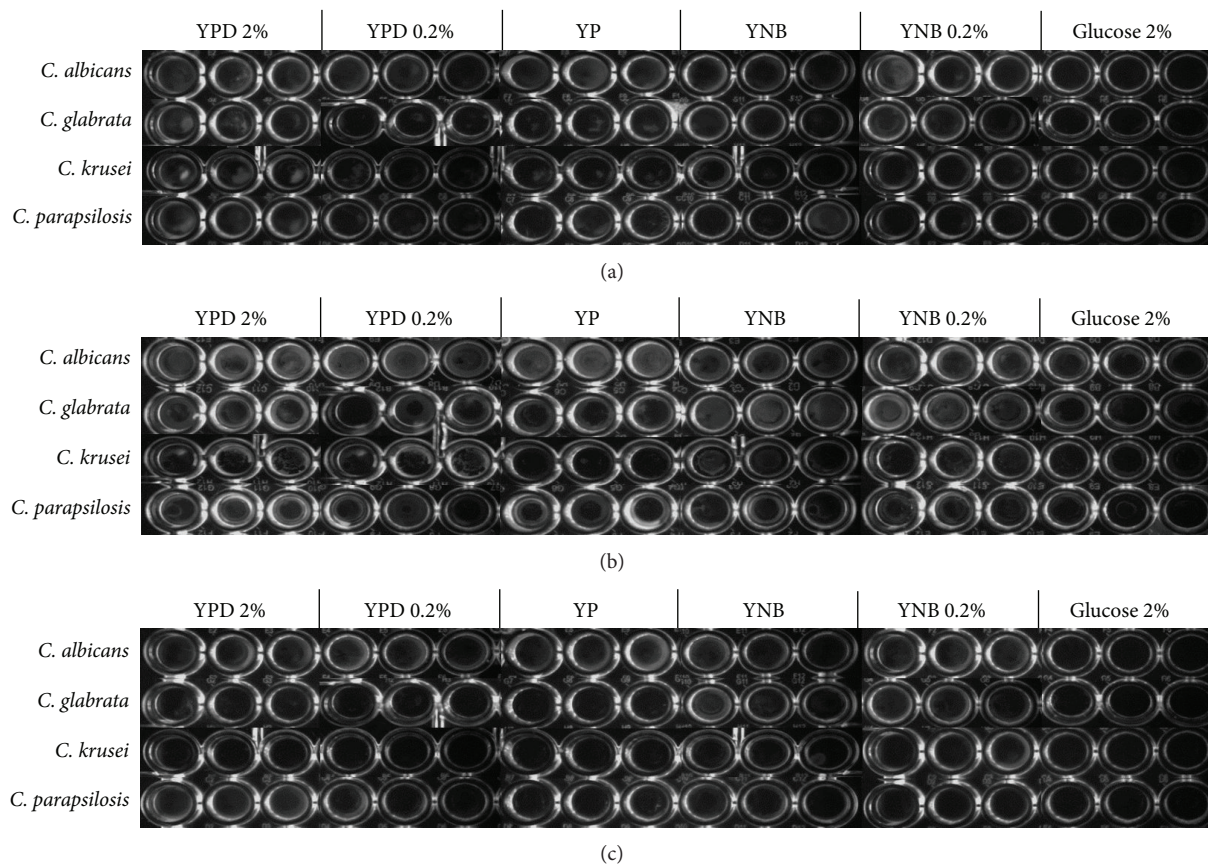 YPD 2% YPD 0.2% YP YNB YNB 0.2% Glucose 2%
C. albicans
C. glabrata
C. krusei
C. parapsilosis
(a)
YPD 2% YPD 0.2% YP YNB YNB 0.2% Glucose 2%
C. albicans
C. glabrata
C. krusei
C. parapsilosis
(b)
YPD 2% YPD 0.2% YP YNB YNB 0.2% Glucose 2%
C. albicans
C. glabrata
C. krusei
C. parapsilosis
(c)